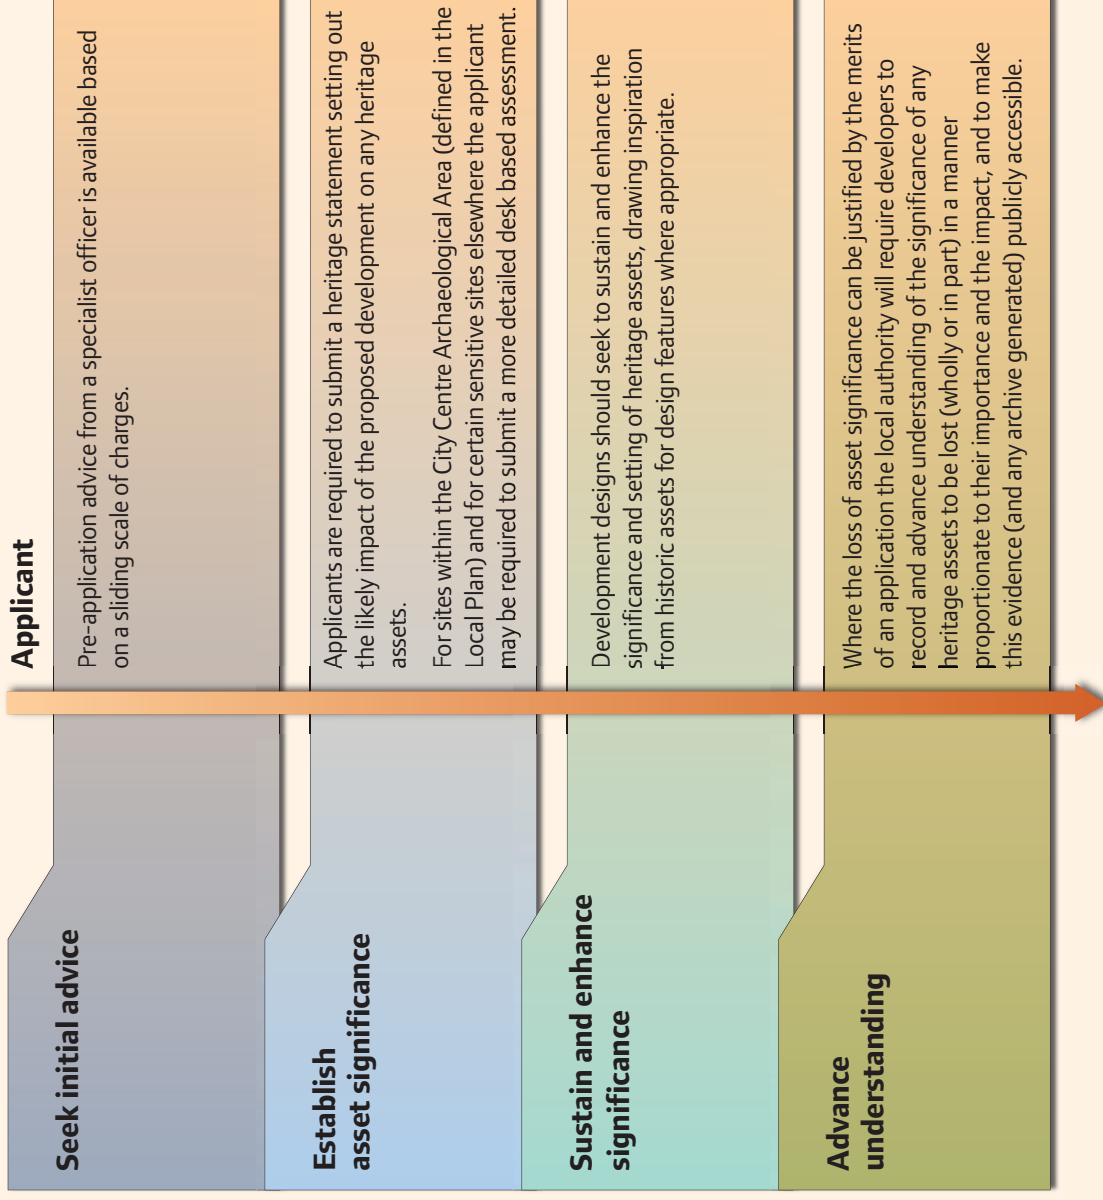 Applicant
Seek initial advice
Pre-application advice from a specialist officer is available based
on a sliding scale of charges.
Establish
asset significance
Applicants are required to submit a heritage statement setting out
the likely impact of the proposed development on any heritage
assets.
For sites within the City Centre Archaeological Area (defined in the
Local Plan) and for certain sensitive sites elsewhere the applicant
may be required to submit a more detailed desk based assessment.
Sustain and enhance
significance
Development designs should seek to sustain and enhance the
significance and setting of heritage assets, drawing inspiration
from historic assets for design features where appropriate.
Advance
understanding
Where the loss of asset significance can be justified by the merits
of an application the local authority will require developers to
record and advance understanding of the significance of any
heritage assets to be lost (wholly or in part) in a manner
proportionate to their importance and the impact, and to make
this evidence (and any archive generated) publicly accessible.